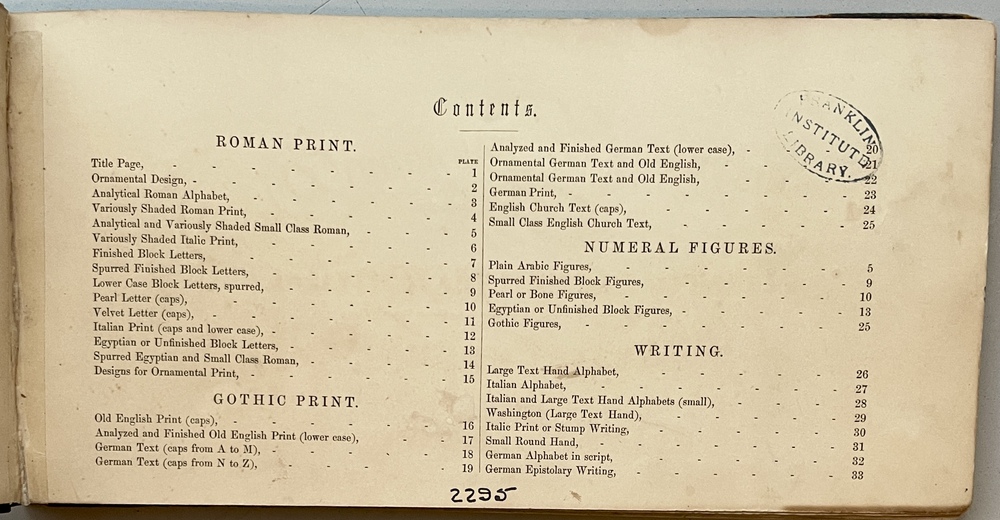 Contents.
ROMAN PRINT.
PLATE
Title Page, - - - - - - - 1
Ornamental Design, - - - - - - - 2
Analytical Roman Alphabet, - - - - - - 3
Variously Shaded Roman Print, - - - - - 4
Analytical and Variously Shaded Small Class Roman, - - - 5
Variously Shaded Italic Print, - - - - - 6
Finished Block Letters, - - - - - - 7
Spurred Finished Block Letters, - - - - - 8
Lower Case Block Letters, spurred, - - - - - 9
Pearl Letter (caps), - - - - - - 10
Velvet Letter (caps), - - - - - - 11
Italian Print (caps and lower case), - - - - - 12
Egyptian or Unfinished Block Letters, - - - - - 13
Spurred Egyptian and Small Class Roman, - - - - 14
Designs for Ornamental Print, - - - - - - 15
GOTHIC PRINT.
Old English Print (caps), - - - - - - 16
Analyzed and Finished Old English Print (lower case), - - - 17
German Text (caps from A to M), - - - - - 18
German Text (caps from N to Z), - - - - - 19
Analyzed and Finished German Text (lower case), - - - 20
Ornamental German Text and Old English, - - - - 21
Ornamental German Text and Old English, - - - - 22
German Print, - - - - - - - 23
English Church Text (caps), - - - - - - 24
Small Class English Church Text, - - - - - 25
NUMERAL FIGURES.
Plain Arabic Figures, - - - - - - 5
Spurred Finished Block Figures, - - - - - 9
Pearl or Bone Figures, - - - - - - 10
Egyptian or Unfinished Block Figures, - - - - 13
Gothic Figures, - - - - - - - 25
WRITING.
Large Text Hand Alphabet, - - - - - 26
Italian Alphabet, - - - - - - - 27
Italian and Large Text Hand Alphabets (small), - - - 28
Washington (Large Text Hand), - - - - - 29
Italic Print or Stump Writing, - - - - - 30
Small Round Hand, - - - - - - 31
German Alphabet in script, - - - - - 32
German Epistolary Writing, - - - - - 33
FRANKLIN
INSTITUTE
LIBRARY.
2295